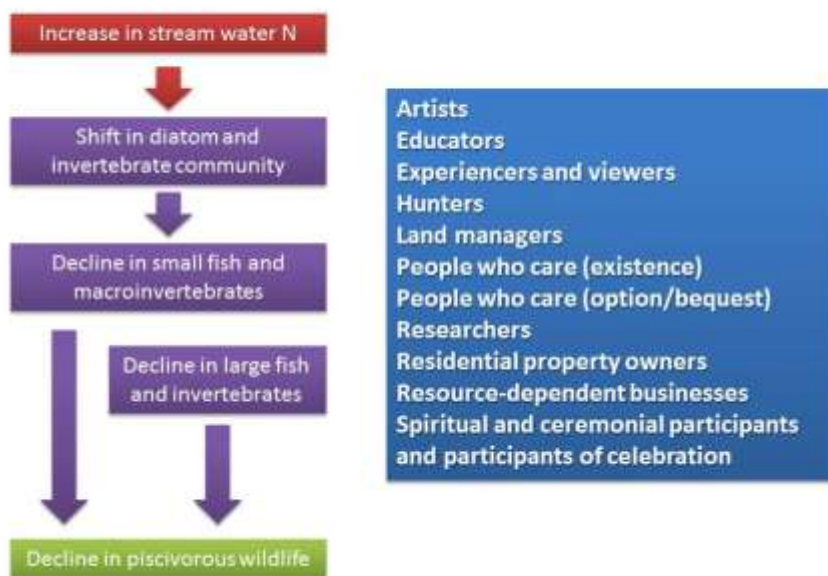 Increase in stream water N
Shift in diatom and
invertebrate community
Decline in small fish and
macroinvertebrates
Decline in large fish
and invertebrates
Decline in piscivorous wildlife
Artists
Educators
Experiencers and viewers
Hunters
Land managers
People who care (existence)
People who care (option/bequest)
Researchers
Residential property owners
Resource-dependent businesses
Spiritual and ceremonial participants
and participants of celebration